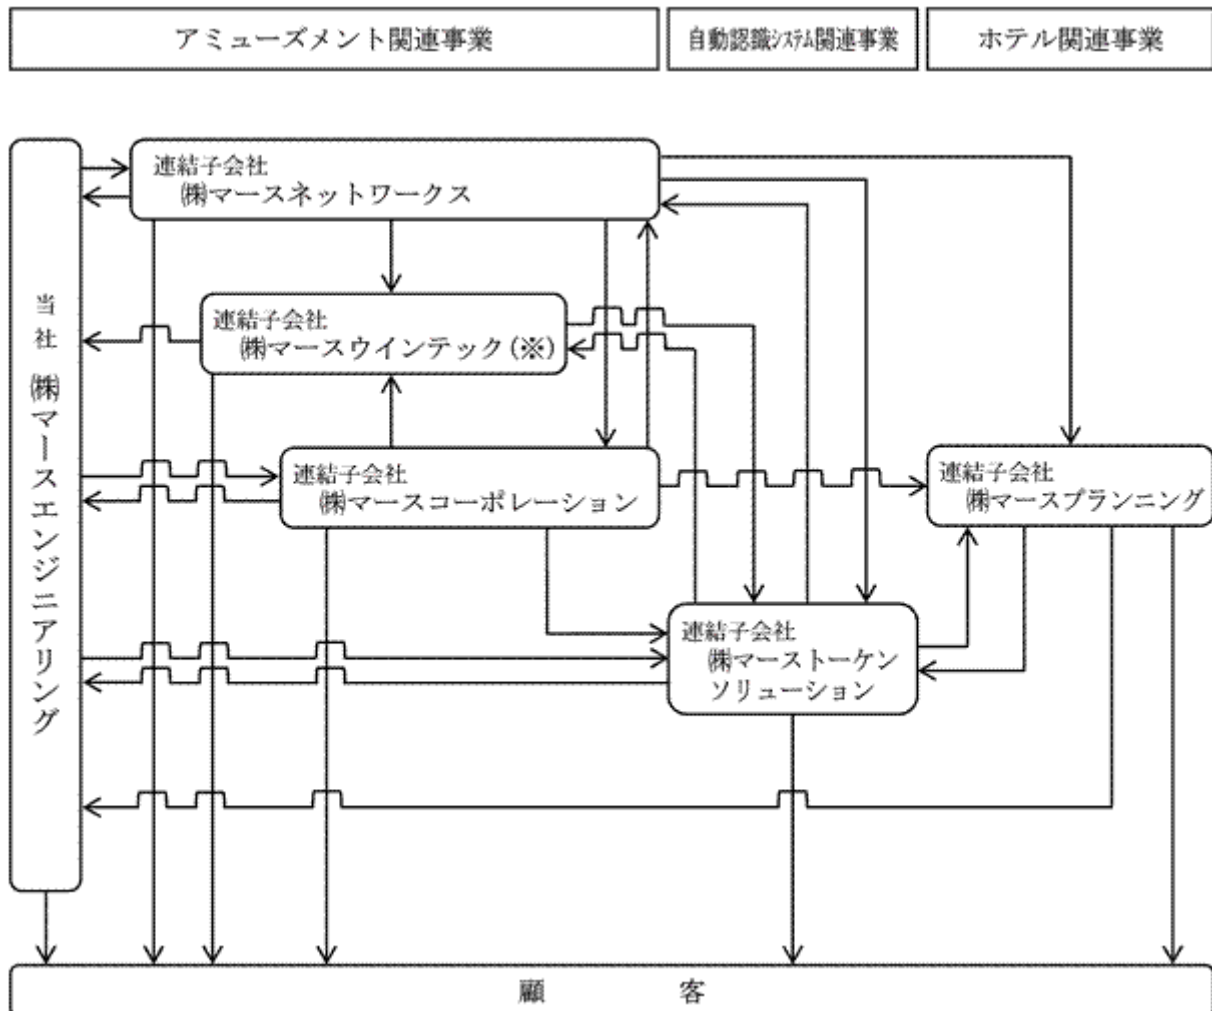 アミューズメント関連事業
自動認識システム関連事業
ホテル関連事業
当社 ㈱マースエンジニアリング
連結子会社
㈱マースネットワークス
連結子会社
㈱マースウインテック(※)
連結子会社
㈱マースコーポレーション
連結子会社
㈱マースプランニング
連結子会社
㈱マーストーケン
ソリューション
顧客